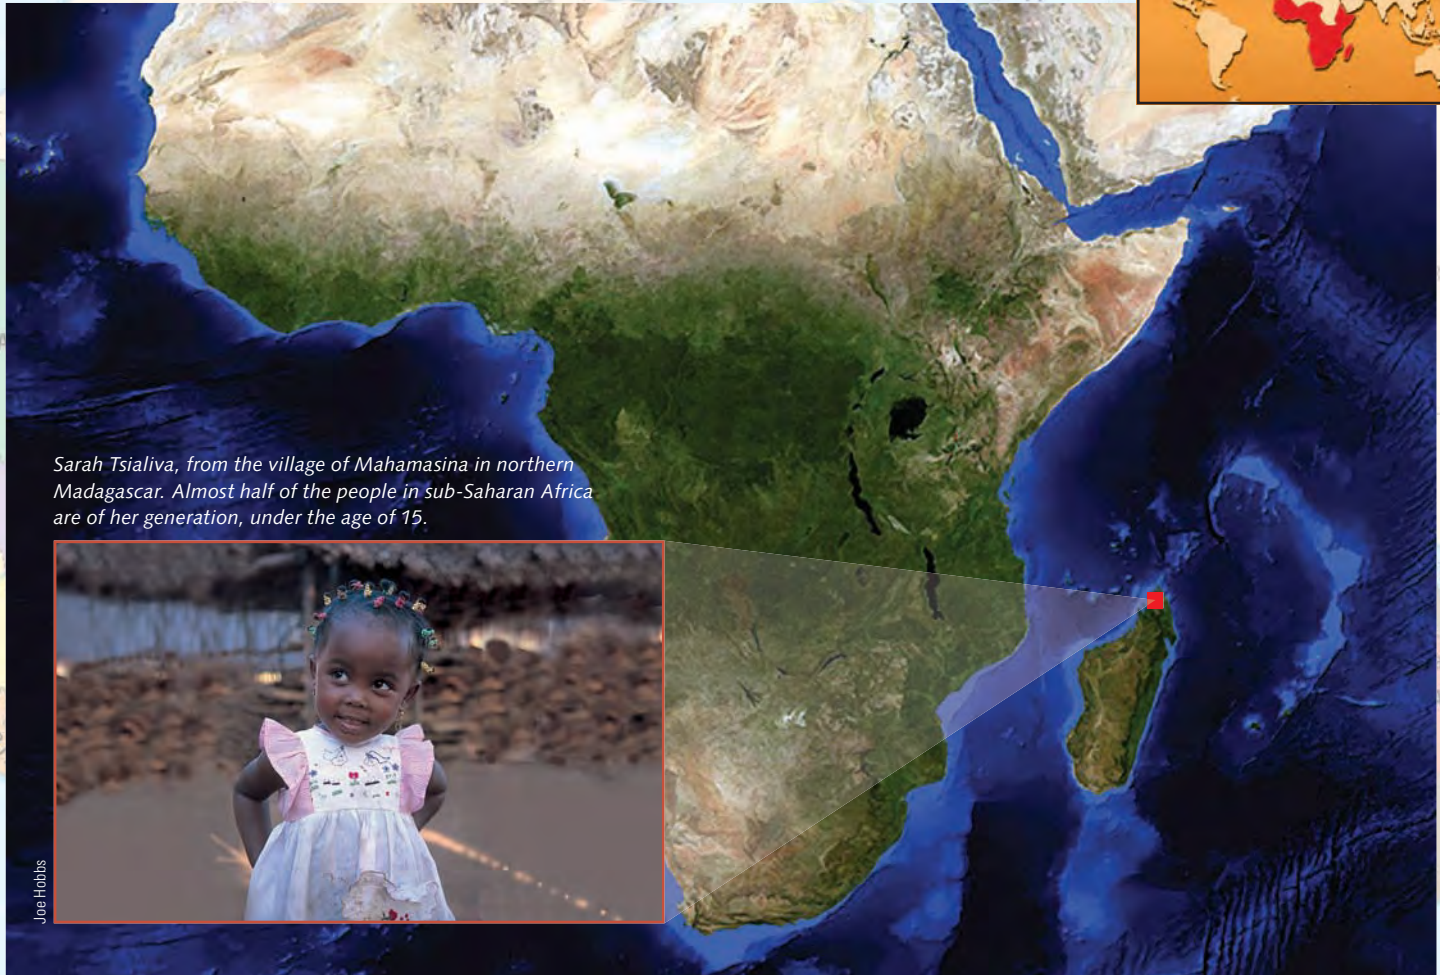 Sarah Tsialiva, from the village of Mahamasina in northern
Madagascar. Almost half of the people in sub-Saharan Africa
are of her generation, under the age of 15.
Joe Hobbs